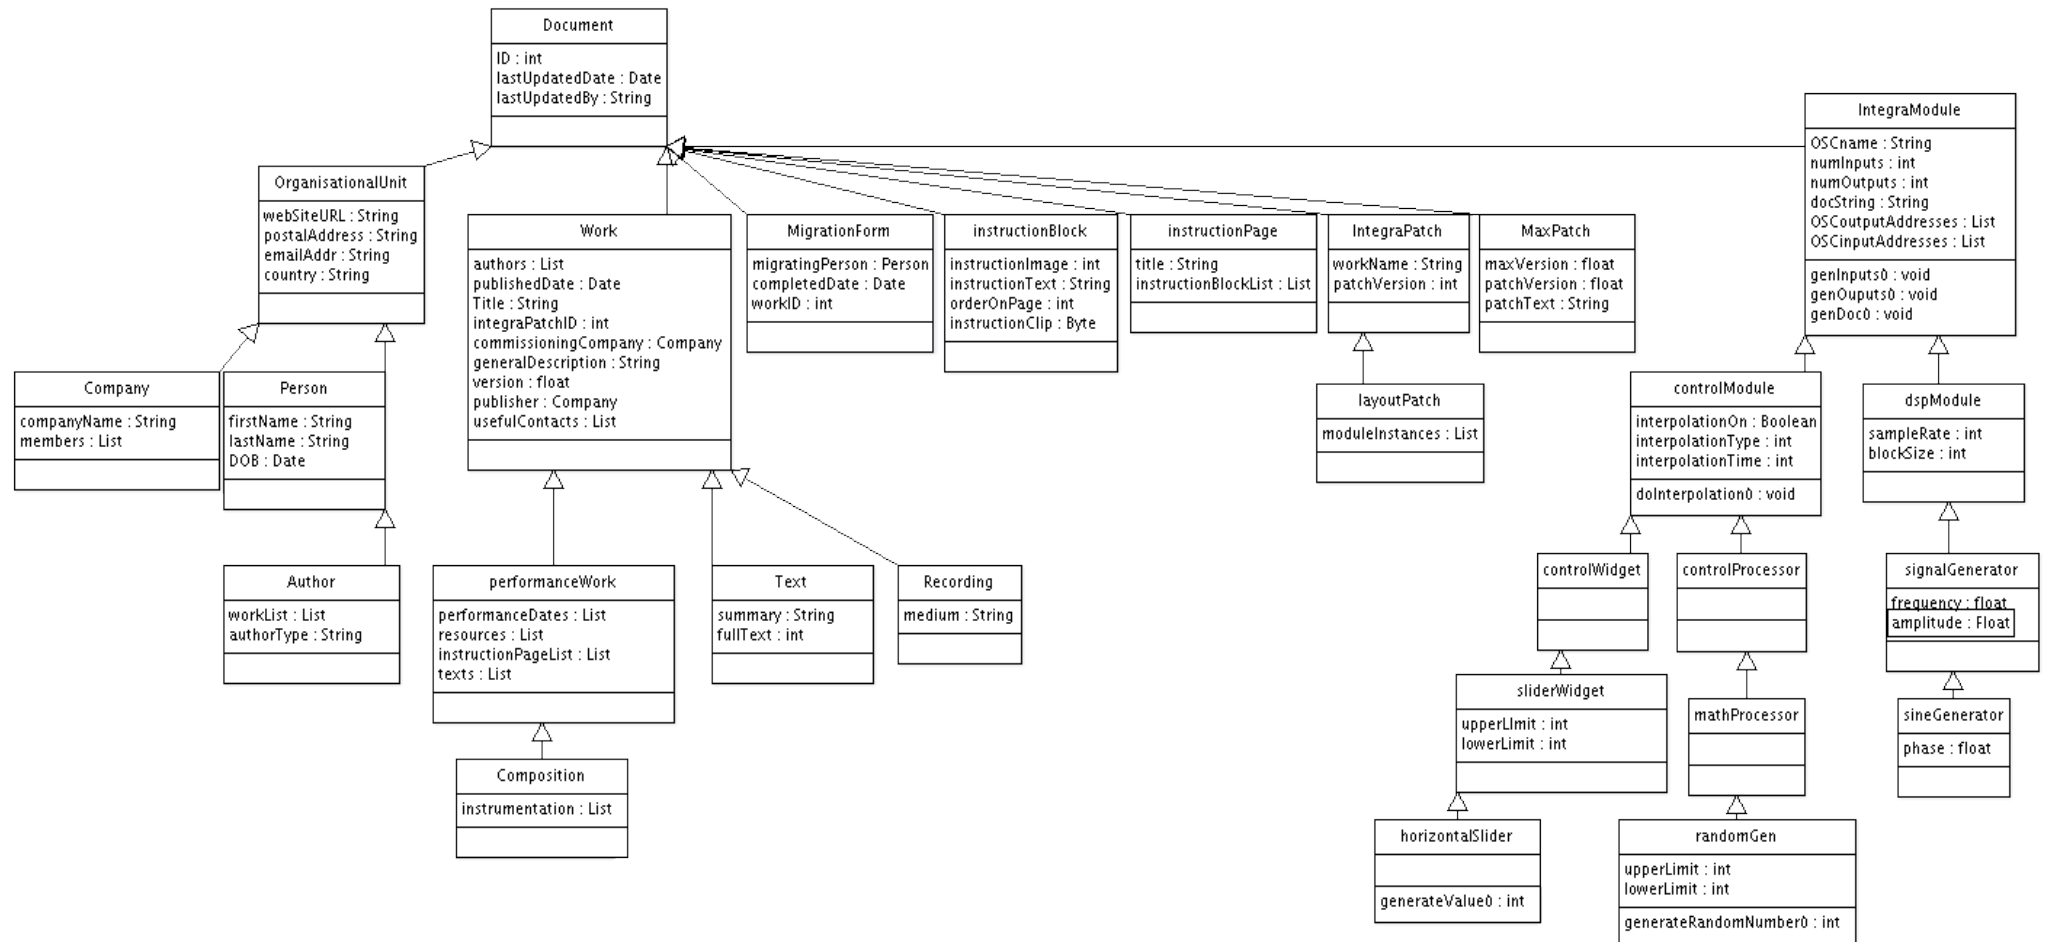 Document
ID : int
lastUpdatedDate : Date
lastUpdatedBy : String
IntegraModule
OSCname : String
numInputs : int
numOutputs : int
docString : String
OSCoutputAddresses : List
OSCinputAddresses : List
genInputs() : void
genOuputs() : void
genDoc() : void
OrganisationalUnit
webSiteURL : String
postalAddress : String
emailAddr : String
country : String
Work
authors : List
publishedDate : Date
Title : String
integraPatchID : int
commissioningCompany : Company
generalDescription : String
version : float
publisher : Company
usefulContacts : List
MigrationForm
migratingPerson : Person
completedDate : Date
workID : int
instructionBlock
instructionImage : int
instructionText : String
orderOnPage : int
instructionClip : Byte
instructionPage
title : String
instructionBlockList : List
IntegraPatch
workName : String
patchVersion : int
MaxPatch
maxVersion : float
patchVersion : float
patchText : String
Company
companyName : String
members : List
Person
firstName : String
lastName : String
DOB : Date
layoutPatch
moduleInstances : List
controlModule
interpolationOn : Boolean
interpolationType : int
interpolationTime : int
doInterpolation() : void
dspModule
sampleRate : int
blockSize : int
Author
workList : List
authorType : String
performanceWork
performanceDates : List
resources : List
instructionPageList : List
texts : List
Text
summary : String
fullText : int
Recording
medium : String
controlWidget
controlProcessor
signalGenerator
frequency : float
amplitude : Float
sliderWidget
upperLImit : int
lowerLimit : int
mathProcessor
sineGenerator
phase : float
Composition
instrumentation : List
horizontalSlider
generateValue() : int
randomGen
upperLimit : int
lowerLimit : int
generateRandomNumber() : int